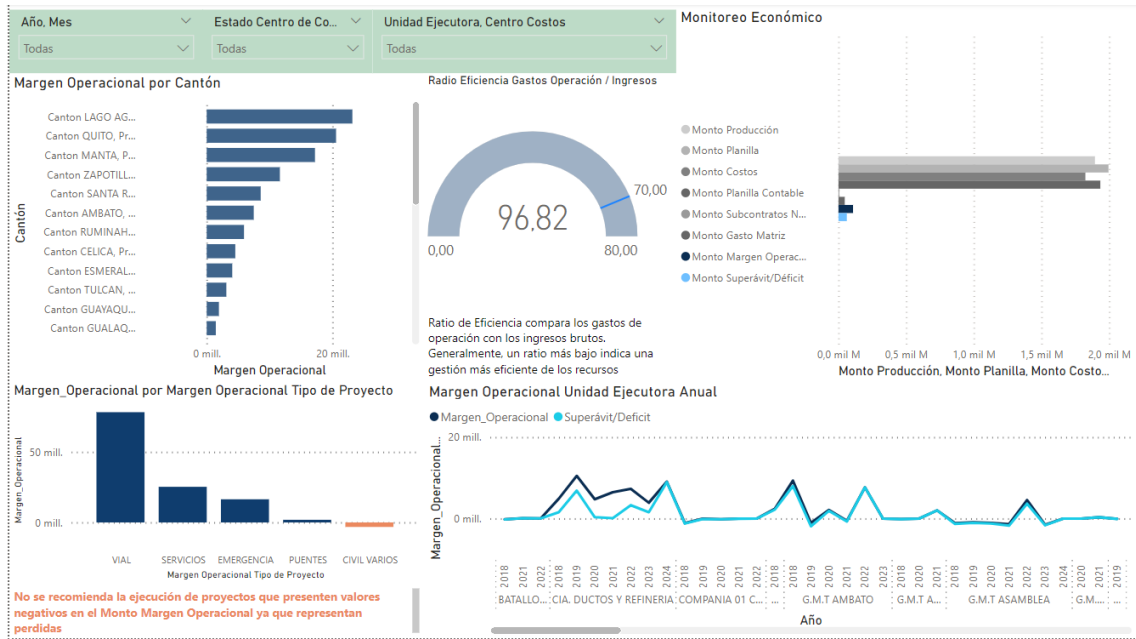 Año, Mes
Todas
Estado Centro de Co...
Todas
Unidad Ejecutora, Centro Costos
Todas
Margen Operacional por Cantón
Cantón
Canton LAGO AG...
Canton QUITO, Pr...
Canton MANTA, P...
Canton ZAPOTILL...
Canton SANTA R...
Canton AMBATO, ...
Canton RUMINAH...
Canton CELICA, Pr...
Canton ESMERAL...
Canton TULCAN, ...
Canton GUAYAQU...
Canton GUALAQ...
0 mill. 20 mill.
Margen Operacional
Radio Eficiencia Gastos Operación / Ingresos
70,00
96,82
0,00 80,00
Ratio de Eficiencia compara los gastos de
operación con los ingresos brutos.
Generalmente, un ratio más bajo indica una
gestión más eficiente de los recursos
Monitoreo Económico
Monto Producción
Monto Planilla
Monto Costos
Monto Planilla Contable
Monto Subcontratos N...
Monto Gasto Matriz
Monto Margen Operac...
Monto Superávit/Déficit
0,0 mil M 0,5 mil M 1,0 mil M 1,5 mil M 2,0 mil M
Monto Producción, Monto Planilla, Monto Costo...
Margen_Operacional por Margen Operacional Tipo de Proyecto
Margen_Operacional
50 mill.
0 mill.
VIAL SERVICIOS EMERGENCIA PUENTES CIVIL VARIOS
Margen Operacional Tipo de Proyecto
No se recomienda la ejecución de proyectos que presenten valores
negativos en el Monto Margen Operacional ya que representan
perdidas
Margen Operacional Unidad Ejecutora Anual
Margen_Operacional Superávit/Deficit
Margen_Operacional...
20 mill.
0 mill.
2018 2021 2022 2018 2019 2020 2021 2022 2023 2024 2018 2019 2020 2021 2022 2018 2018 2019 2020 2021 2022 2023 2018 2019 2020 2021 2018 2019 2020 2021 2022 2023 2024 2020 2021 2019
BATALLO... CIA. DUCTOS Y REFINERIA COMPANIA 01 C... ... G.M.T AMBATO G.M.T A... G.M.T ASAMBLEA G.M.... ...
Año